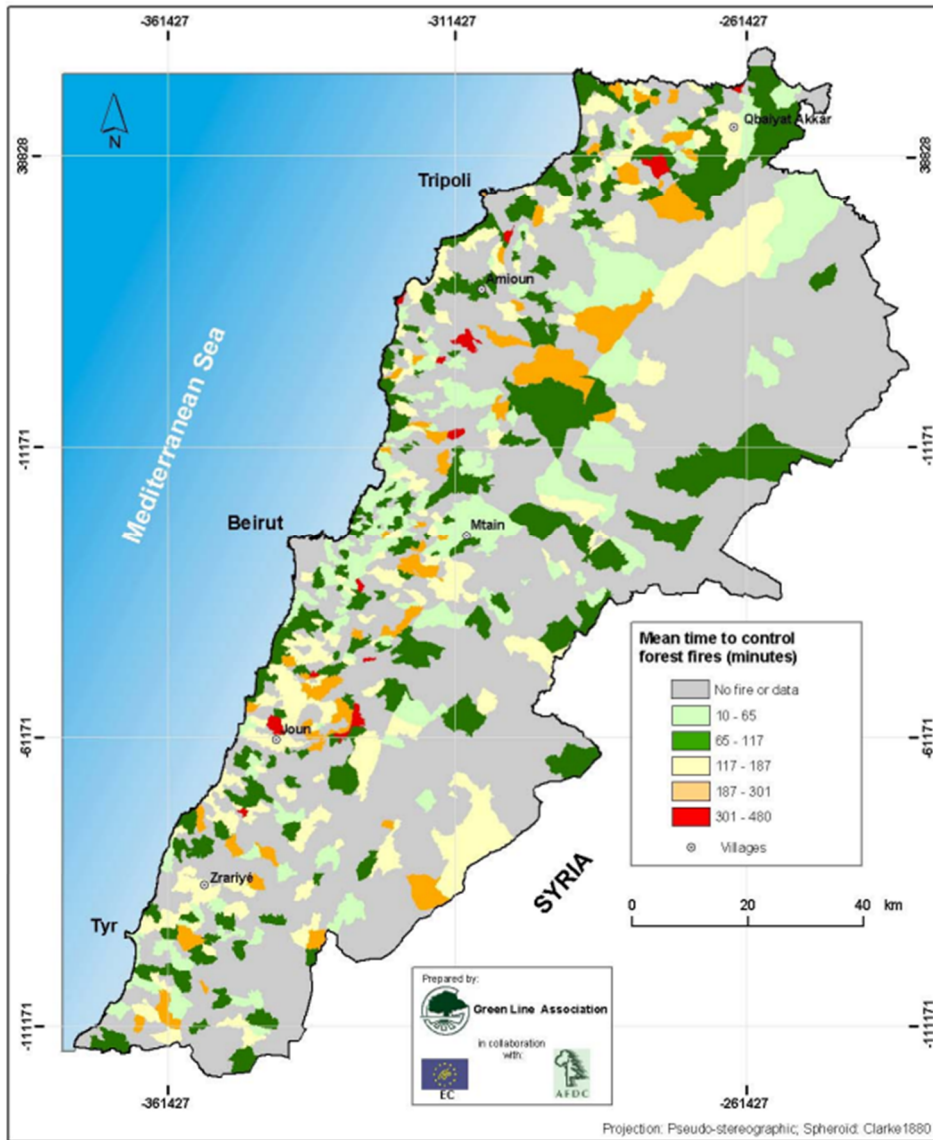 -361427
-311427
-261427
N
Qbaiyat Akkar
38828
38828
Tripoli
Amioun
Mediterranean Sea
-11171
-11171
Beirut
Mtain
Mean time to control
forest fires (minutes)
No fire or data
10 - 65
65 - 117
117 - 187
187 - 301
301 - 480
Villages
-61171
-61171
Joun
SYRIA
0 20 40 km
Zrariyé
Tyr
Prepared by:
Green Line Association
in collaboration
with:
EC
AFDC
-111171
-111171
-361427
-311427
-261427
Projection: Pseudo-stereographic; Spheroid: Clarke1880